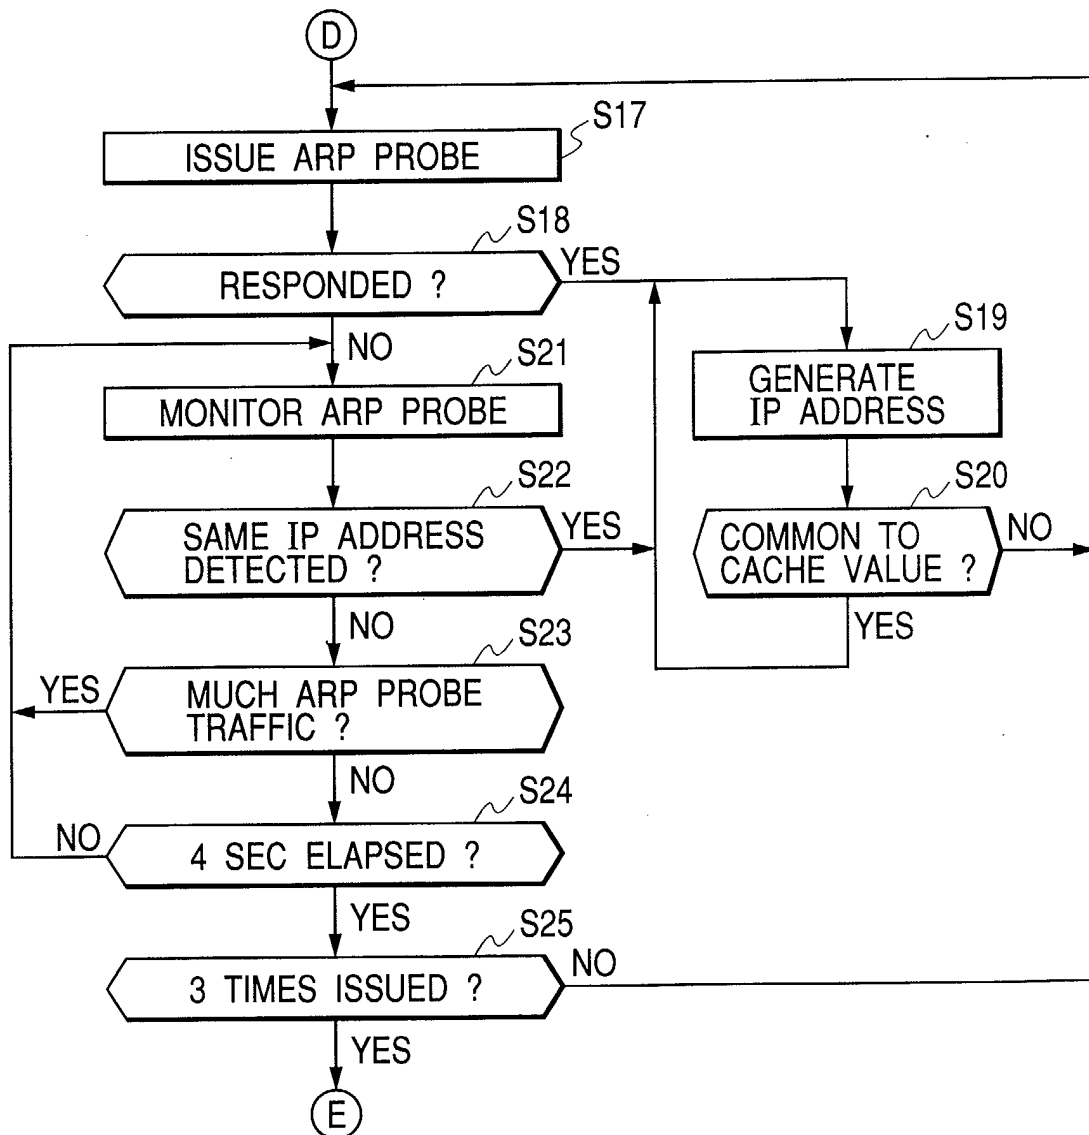 D
S17
ISSUE ARP PROBE
S18
RESPONDED ?
YES
NO
S19
GENERATE
IP ADDRESS
S21
MONITOR ARP PROBE
S20
COMMON TO
CACHE VALUE ?
NO
YES
S22
SAME IP ADDRESS
DETECTED ?
YES
NO
S23
MUCH ARP PROBE
TRAFFIC ?
YES
NO
S24
4 SEC ELAPSED ?
NO
YES
S25
3 TIMES ISSUED ?
NO
YES
E